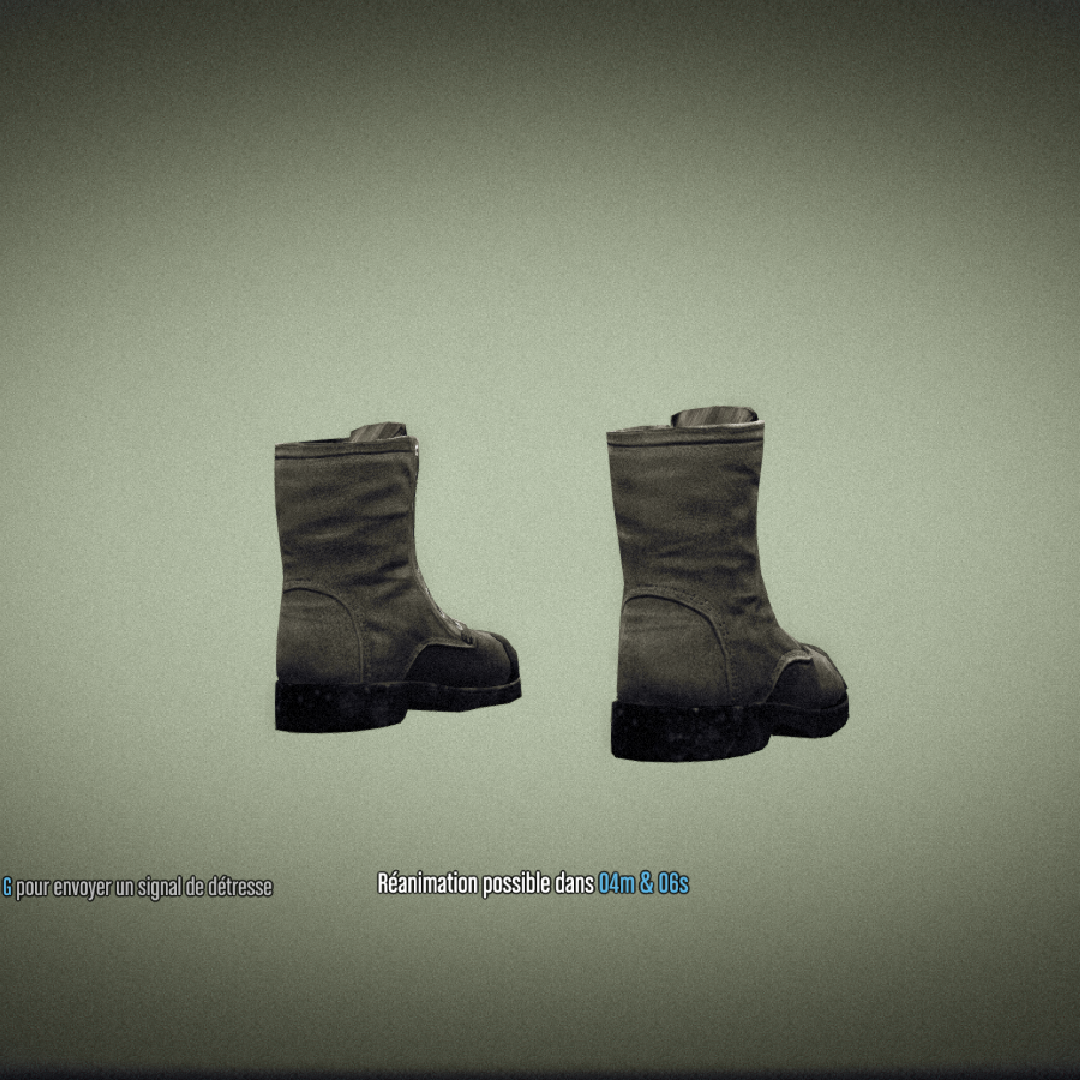 G pour envoyer un signal de détresse
Réanimation possible dans 04m & 06s